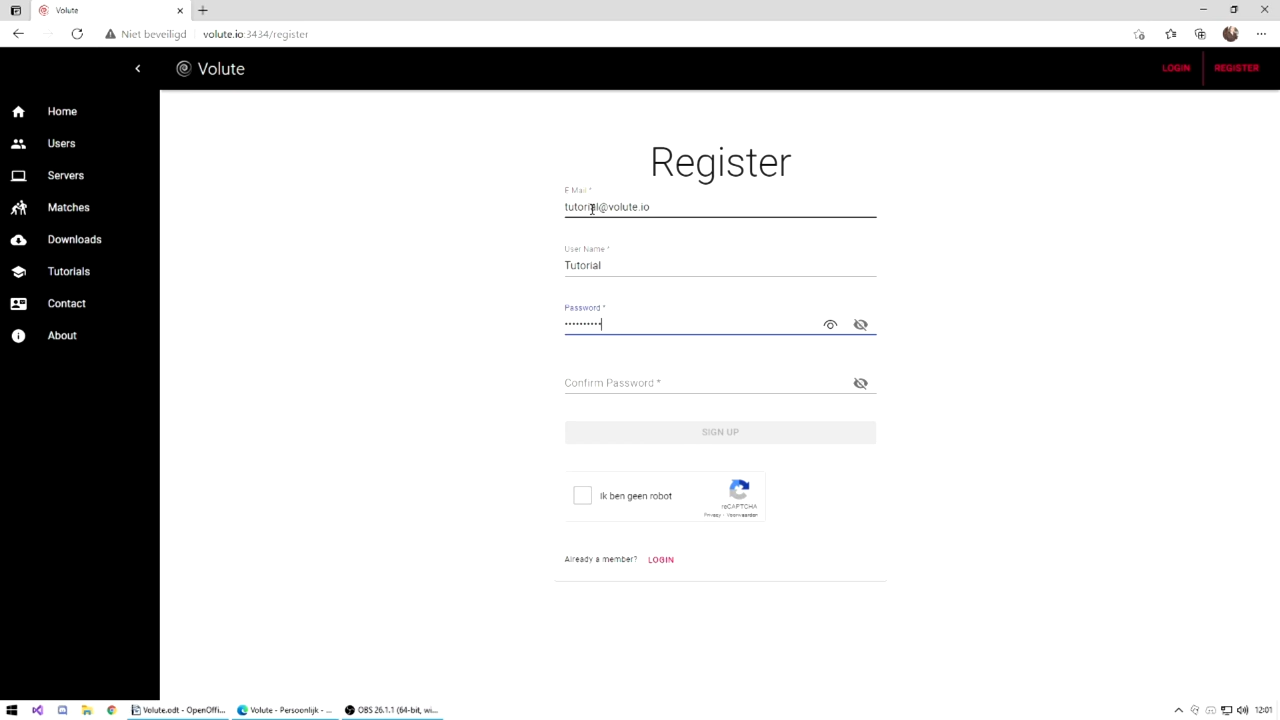 Volute
Niet beveiligd volute.io:3434/register
Volute
LOGIN REGISTER
Home
Users
Servers
Matches
Downloads
Tutorials
Contact
About
Register
E Mail *
tutorial@volute.io
User Name *
Tutorial
Password *
••••••••••
Confirm Password *
SIGN UP
Ik ben geen robot
reCAPTCHA
Privacy - Voorwaarden
Already a member? LOGIN
Volute.odt - OpenOffi... Volute - Persoonlijk - ... OBS 26.1.1 (64-bit, wi... 12:01